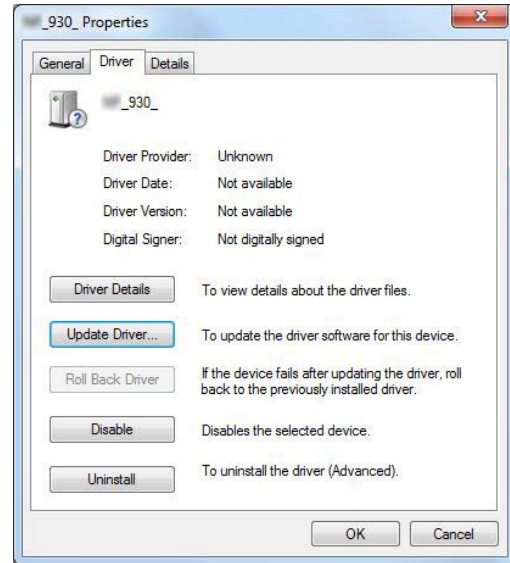 _930_ Properties
General Driver Details
_930_
Driver Provider: Unknown
Driver Date: Not available
Driver Version: Not available
Digital Signer: Not digitally signed
Driver Details To view details about the driver files.
Update Driver... To update the driver software for this device.
Roll Back Driver If the device fails after updating the driver, roll
back to the previously installed driver.
Disable Disables the selected device.
Uninstall To uninstall the driver (Advanced).
OK Cancel